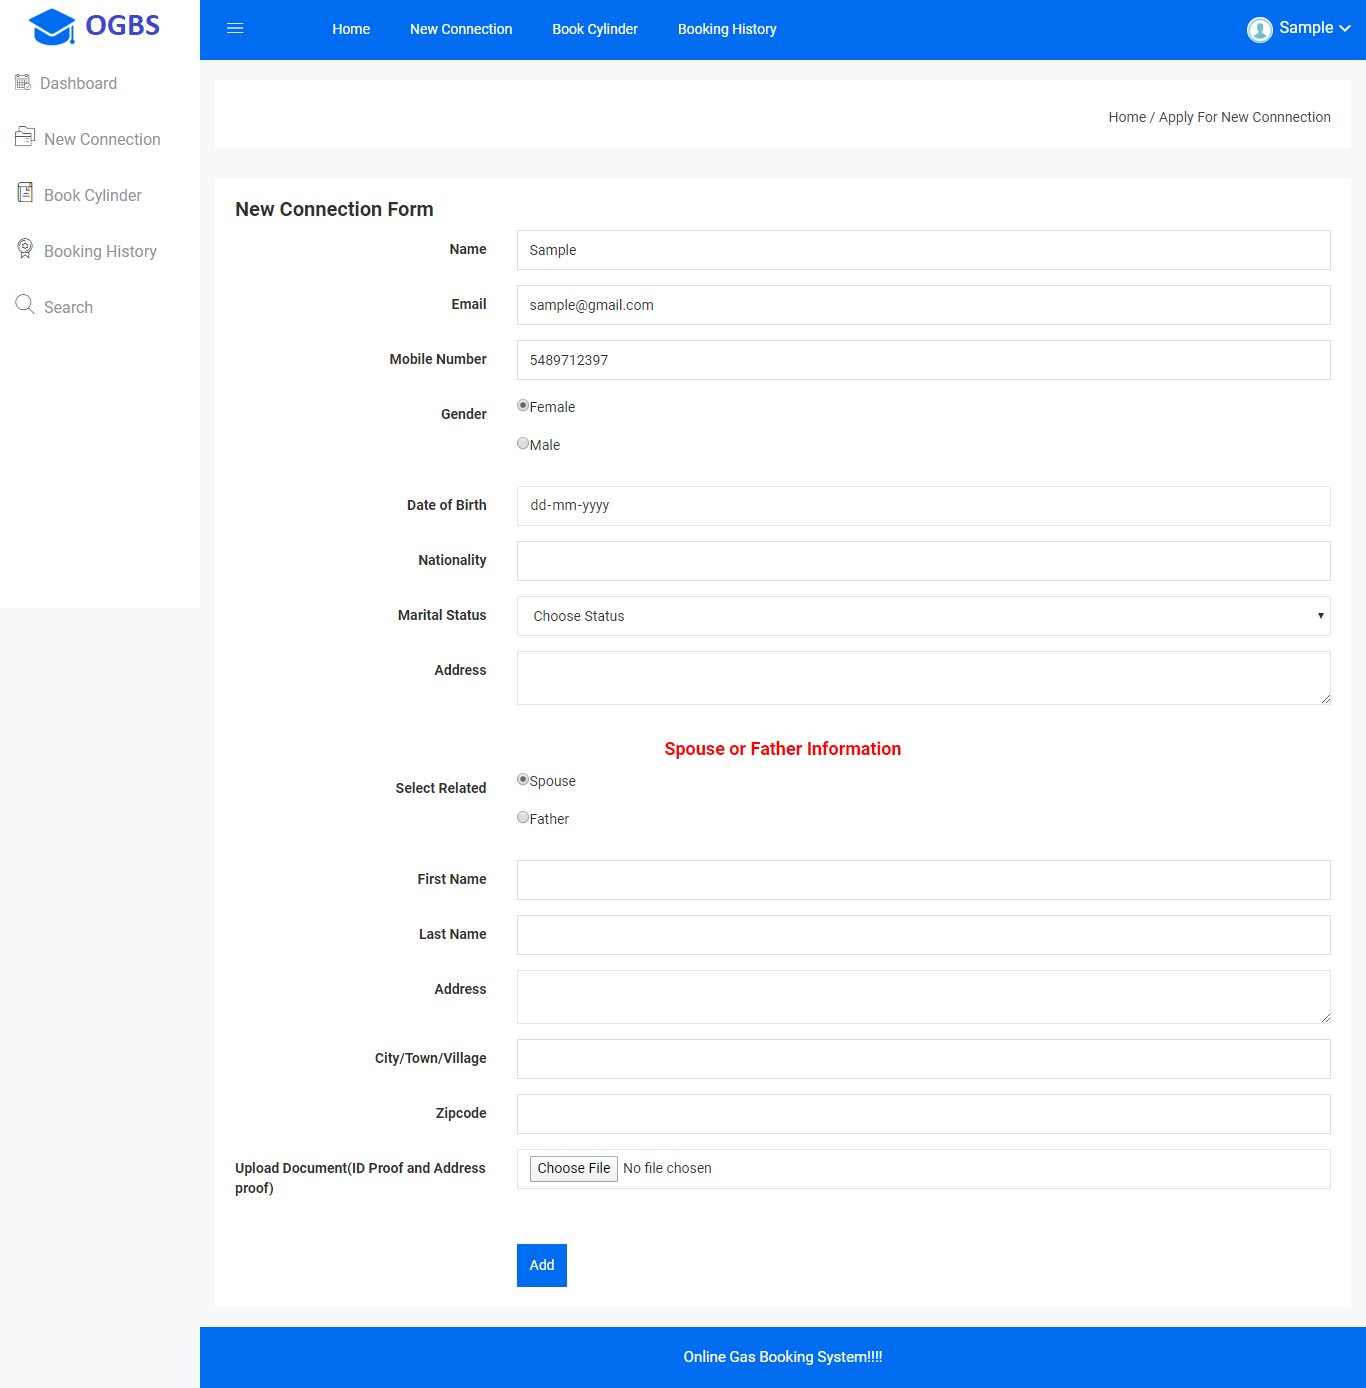 OGBS
Home
New Connection
Book Cylinder
Booking History
Sample
Dashboard
New Connection
Book Cylinder
Booking History
Search
Home / Apply For New Connnection
New Connection Form
Name
Sample
Email
sample@gmail.com
Mobile Number
5489712397
Gender
Female
Male
Date of Birth
dd-mm-yyyy
Nationality
Marital Status
Choose Status
Address
Spouse or Father Information
Select Related
Spouse
Father
First Name
Last Name
Address
City/Town/Village
Zipcode
Upload Document(ID Proof and Address
proof)
Choose File No file chosen
Add
Online Gas Booking System!!!!